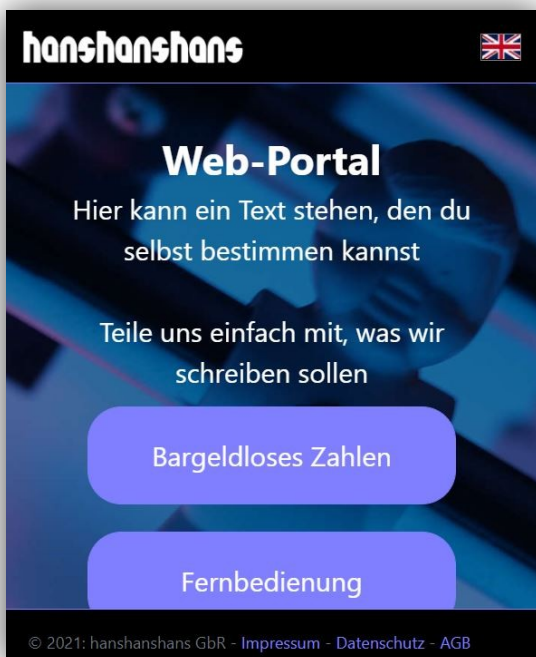 hanshanshans
Web-Portal
Hier kann ein Text stehen, den du
selbst bestimmen kannst
Teile uns einfach mit, was wir
schreiben sollen
Bargeldloses Zahlen
Fernbedienung
© 2021: hanshanshans GbR - Impressum - Datenschutz - AGB